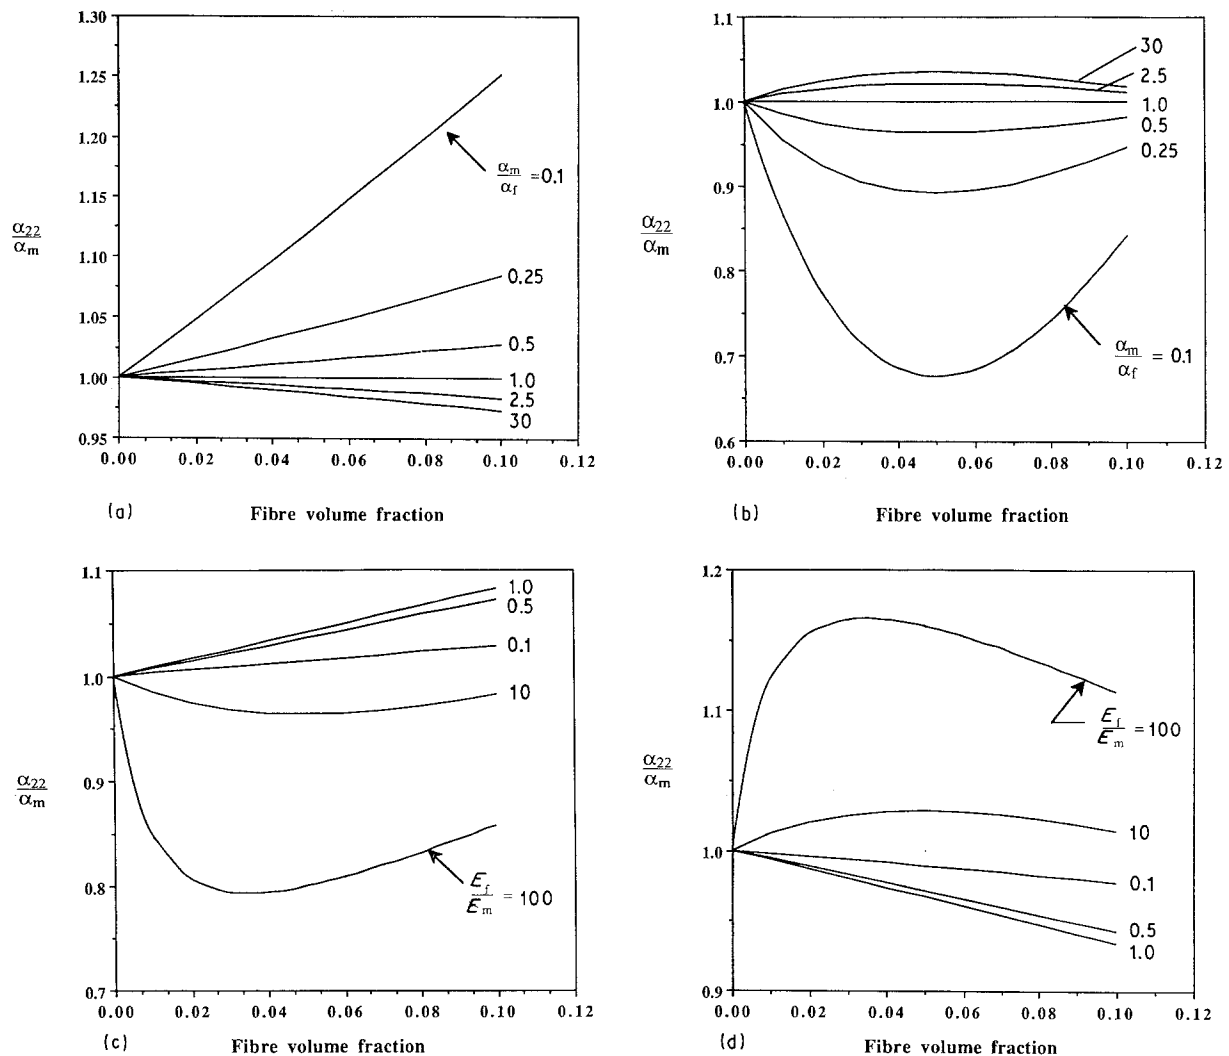 1.30
1.25
1.20
1.15
1.10
1.05
1.00
0.95
α22
αm
αm
αf
=0.1
0.25
0.5
1.0
2.5
30
0.00 0.02 0.04 0.06 0.08 0.10 0.12
(a) Fibre volume fraction
1.1
1.0
0.9
0.8
0.7
0.6
α22
αm
30
2.5
1.0
0.5
0.25
αm
αf
= 0.1
0.00 0.02 0.04 0.06 0.08 0.10 0.12
(b) Fibre volume fraction
1.1
1.0
0.9
0.8
0.7
α22
αm
1.0
0.5
0.1
10
Ef
Em
=100
0.00 0.02 0.04 0.06 0.08 0.10 0.12
(c) Fibre volume fraction
1.2
1.1
1.0
0.9
α22
αm
Ef
Em
=100
10
0.1
0.5
1.0
0.00 0.02 0.04 0.06 0.08 0.10 0.12
(d) Fibre volume fraction